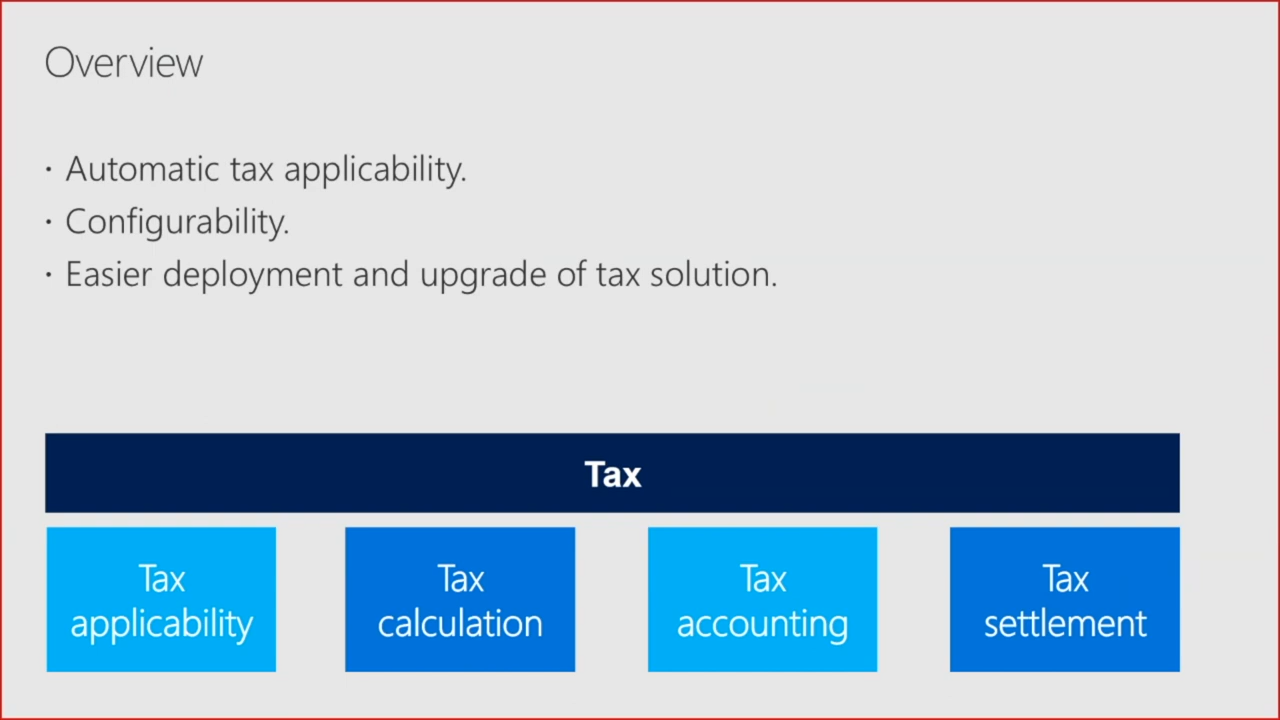 Overview
· Automatic tax applicability.
· Configurability.
· Easier deployment and upgrade of tax solution.
Tax
Tax
applicability
Tax
calculation
Tax
accounting
Tax
settlement